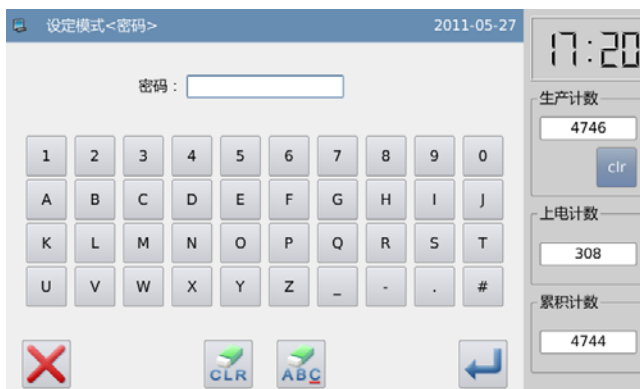 设定模式<密码>
2011-05-27
17:20
密码：
生产计数
4746
clr
1 2 3 4 5 6 7 8 9 0
A B C D E F G H I J
K L M N O P Q R S T
U V W X Y Z _ - . #
上电计数
308
累积计数
4744
CLR
ABC